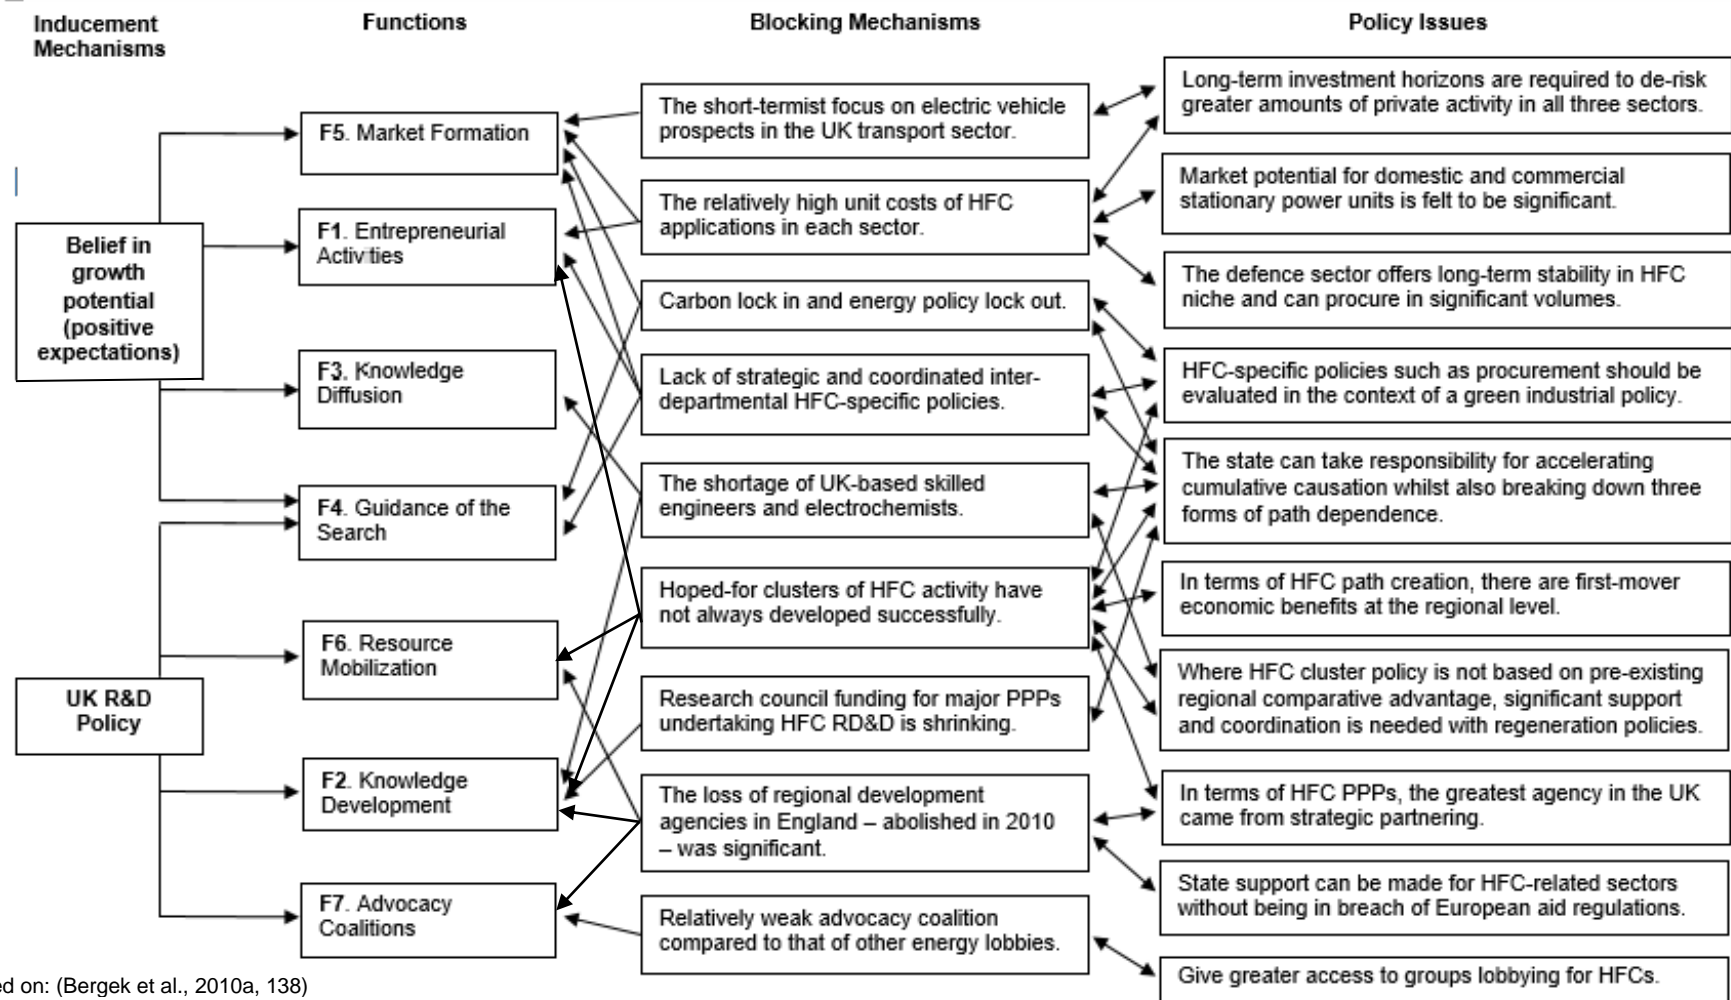 Inducement
Mechanisms
Functions
Blocking Mechanisms
Policy Issues
Belief in
growth
potential
(positive
expectations)
UK R&D
Policy
F5. Market Formation
F1. Entrepreneurial
Activities
F3. Knowledge
Diffusion
F4. Guidance of the
Search
F6. Resource
Mobilization
F2. Knowledge
Development
F7. Advocacy
Coalitions
The short-termist focus on electric vehicle
prospects in the UK transport sector.
The relatively high unit costs of HFC
applications in each sector.
Carbon lock in and energy policy lock out.
Lack of strategic and coordinated inter-
departmental HFC-specific policies.
The shortage of UK-based skilled
engineers and electrochemists.
Hoped-for clusters of HFC activity have
not always developed successfully.
Research council funding for major PPPs
undertaking HFC RD&D is shrinking.
The loss of regional development
agencies in England – abolished in 2010
– was significant.
Relatively weak advocacy coalition
compared to that of other energy lobbies.
Long-term investment horizons are required to de-risk
greater amounts of private activity in all three sectors.
Market potential for domestic and commercial
stationary power units is felt to be significant.
The defence sector offers long-term stability in HFC
niche and can procure in significant volumes.
HFC-specific policies such as procurement should be
evaluated in the context of a green industrial policy.
The state can take responsibility for accelerating
cumulative causation whilst also breaking down three
forms of path dependence.
In terms of HFC path creation, there are first-mover
economic benefits at the regional level.
Where HFC cluster policy is not based on pre-existing
regional comparative advantage, significant support
and coordination is needed with regeneration policies.
In terms of HFC PPPs, the greatest agency in the UK
came from strategic partnering.
State support can be made for HFC-related sectors
without being in breach of European aid regulations.
Give greater access to groups lobbying for HFCs.
ed on: (Bergek et al., 2010a, 138)